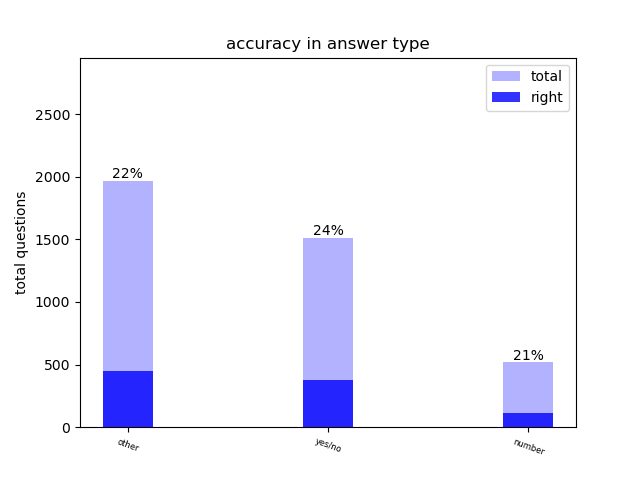 accuracy in answer type
total
right
total questions
2500
2000
1500
1000
500
0
22%
24%
21%
other
yes/no
number